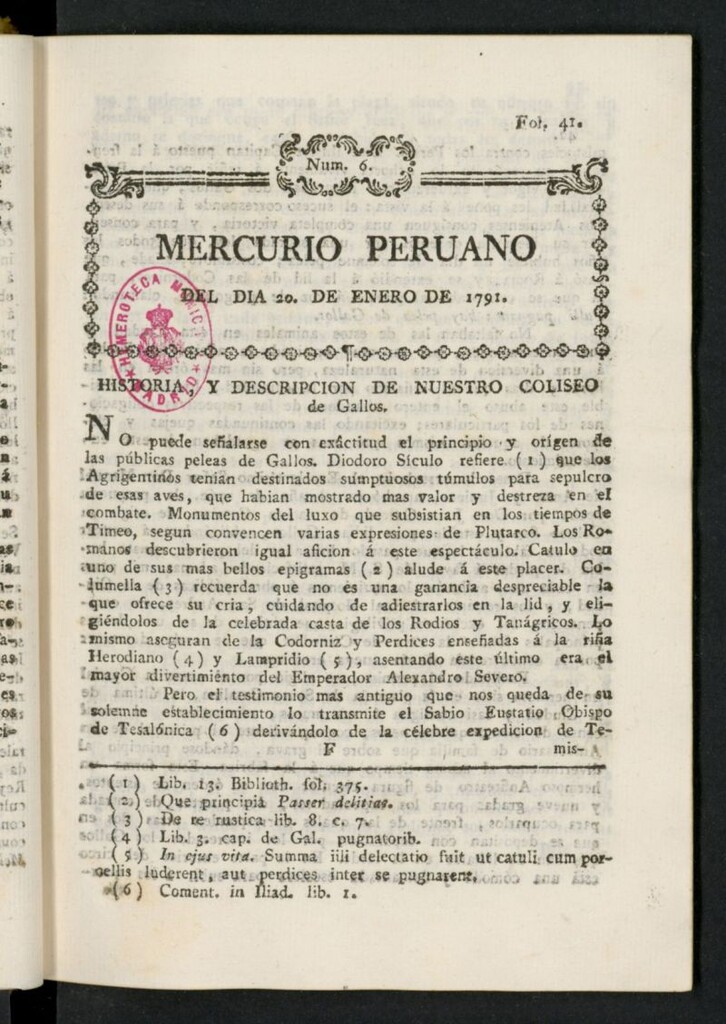 Fol. 41.
Num. 6.
MERCURIO PERUANO
DEL DIA 20. DE ENERO DE 1791.
HEMEROTECA MUNICIPAL
MADRID
HISTORIA, Y DESCRIPCION DE NUESTRO COLISEO
de Gallos.
NO puede señalarse con exâctitud el principio y orígen de
las públicas peleas de Gallos. Diodoro Sículo refiere (1) que los
Agrigentinos tenian destinados sumptuosos túmulos para sepulcro
de esas aves, que habian mostrado mas valor y destreza en el
combate. Monumentos del luxo que subsistian en los tiempos de
Timeo, segun convencen varias expresiones de Plutarco. Los Ro-
manos descubrieron igual aficion á este espectáculo. Catulo en
uno de sus mas bellos epigramas (2) alude á este placer. Co-
lumella (3) recuerda que no es una ganancia despreciable la
que ofrece su cria, cuidando de adiestrarlos en la lid, y eli-
giéndolos de la celebrada casta de los Rodios y Tanágricos. Lo
mismo aseguran de la Codorniz y Perdices enseñadas á la riña
Herodiano (4) y Lampridio (5), asentando este último era el
mayor divertimiento del Emperador Alexandro Severo.
Pero el testimonio mas antiguo que nos queda de su
solemne establecimiento lo transmite el Sabio Eustatio Obispo
de Tesalónica (6) derivándolo de la célebre expedicion de Te-
F mis-
(1) Lib. 13. Biblioth. fol. 375.
(2) Que principia Passer delitiae.
(3) De re rustica lib. 8. c. 7.
(4) Lib. 3. cap. de Gal. pugnatorib.
(5) In ejus vita. Summa illi delectatio fuit ut catuli cum por-
cellis luderent, aut perdices inter se pugnarent.
(6) Coment. in Iliad. lib. 1.